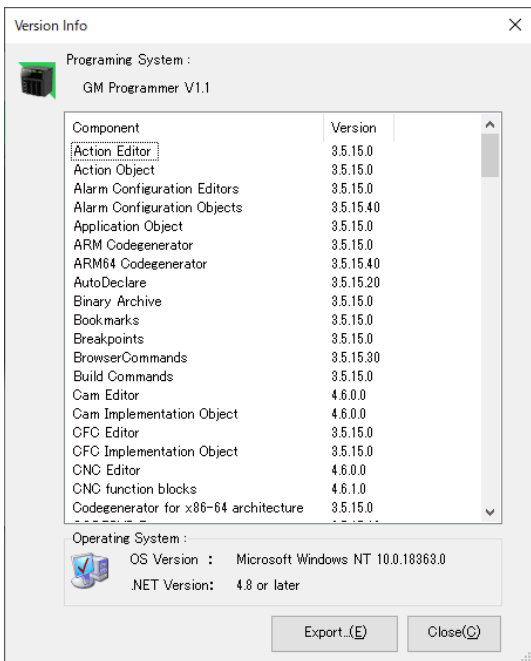 Version Info
Programing System :
GM Programmer V1.1
Component Version
Action Editor 3.5.15.0
Action Object 3.5.15.0
Alarm Configuration Editors 3.5.15.0
Alarm Configuration Objects 3.5.15.40
Application Object 3.5.15.0
ARM Codegenerator 3.5.15.0
ARM64 Codegenerator 3.5.15.40
AutoDeclare 3.5.15.20
Binary Archive 3.5.15.0
Bookmarks 3.5.15.0
Breakpoints 3.5.15.0
BrowserCommands 3.5.15.30
Build Commands 3.5.15.0
Cam Editor 4.6.0.0
Cam Implementation Object 4.6.0.0
CFC Editor 3.5.15.0
CFC Implementation Object 3.5.15.0
CNC Editor 4.6.0.0
CNC function blocks 4.6.1.0
Codegenerator for x86-64 architecture 3.5.15.0
Operating System :
OS Version : Microsoft Windows NT 10.0.18363.0
.NET Version: 4.8 or later
Export...(E) Close(C)